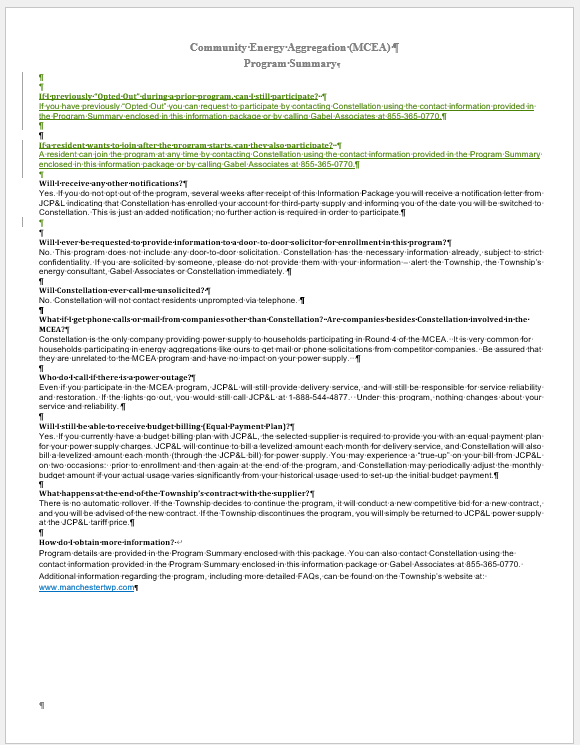 Community Energy Aggregation (MCEA)¶
Program Summary¶
¶
¶
If I previously "Opted Out" during a prior program, can I still participate? ¶
If you have previously "Opted Out" you can request to participate by contacting Constellation using the contact information provided in
the Program Summary enclosed in this information package or by calling Gabel Associates at 855-365-0770.¶
¶
¶
If a resident wants to join after the program starts, can they also participate?¶
A resident can join the program at any time by contacting Constellation using the contact information provided in the Program Summary
enclosed in this information package or by calling Gabel Associates at 855-365-0770.¶
¶
Will I receive any other notifications?¶
Yes. If you do not opt out of the program, several weeks after receipt of this Information Package you will receive a notification letter from
JCP&L indicating that Constellation has enrolled your account for third-party supply and informing you of the date you will be switched to
Constellation. This is just an added notification; no further action is required in order to participate.¶
¶
¶
Will I ever be requested to provide information to a door-to-door solicitor for enrollment in this program?¶
No. This program does not include any door-to-door solicitation. Constellation has the necessary information already, subject to strict
confidentiality. If you are solicited by someone, please do not provide them with your information – alert the Township, the Township's
energy consultant, Gabel Associates or Constellation immediately. ¶
¶
Will Constellation ever call me unsolicited?¶
No. Constellation will not contact residents unprompted via telephone. ¶
¶
What if I get phone calls or mail from companies other than Constellation? Are companies besides Constellation involved in the
MCEA?¶
Constellation is the only company providing power supply to households participating in Round 4 of the MCEA. It is very common for
households participating in energy aggregations like ours to get mail or phone solicitations from competitor companies. Be assured that
they are unrelated to the MCEA program and have no impact on your power supply. ¶
¶
Who do I call if there is a power outage?¶
Even if you participate in the MCEA program, JCP&L will still provide delivery service, and will still be responsible for service reliability
and restoration. If the lights go out, you would still call JCP&L at 1-888-544-4877. Under this program, nothing changes about your
service and reliability. ¶
¶
Will I still be able to receive budget billing (Equal Payment Plan)?¶
Yes. If you currently have a budget billing plan with JCP&L, the selected supplier is required to provide you with an equal payment plan
for your power supply charges. JCP&L will continue to bill a levelized amount each month for delivery service, and Constellation will also
bill a levelized amount each month (through the JCP&L bill) for power supply. You may experience a "true-up" on your bill from JCP&L
on two occasions: prior to enrollment and then again at the end of the program, and Constellation may periodically adjust the monthly
budget amount if your actual usage varies significantly from your historical usage used to set-up the initial budget payment.¶
¶
What happens at the end of the Township's contract with the supplier?¶
There is no automatic rollover. If the Township decides to continue the program, it will conduct a new competitive bid for a new contract,
and you will be advised of the new contract. If the Township discontinues the program, you will simply be returned to JCP&L power supply
at the JCP&L tariff price.¶
¶
How do I obtain more information? ↵
Program details are provided in the Program Summary enclosed with this package. You can also contact Constellation using the
contact information provided in the Program Summary enclosed in this information package or Gabel Associates at 855-365-0770.
Additional information regarding the program, including more detailed FAQs, can be found on the Township's website at:
www.manchestertwp.com¶
¶